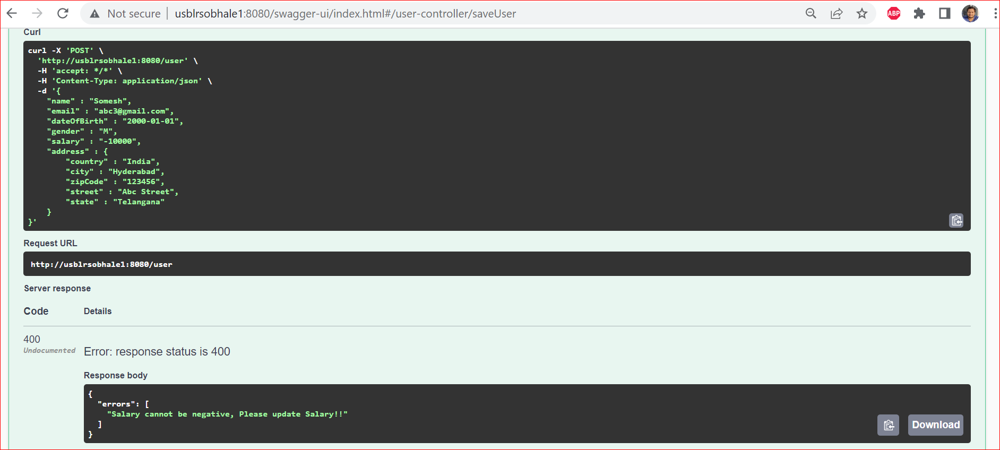 Not secure | usblrsobhale1:8080/swagger-ui/index.html#/user-controller/saveUser
ABP
Curl
curl -X 'POST' \
  'http://usblrsobhale1:8080/user' \
  -H 'accept: */*' \
  -H 'Content-Type: application/json' \
  -d '{
    "name" : "Somesh",
    "email" : "abc3@gmail.com",
    "dateOfBirth" : "2000-01-01",
    "gender" : "M",
    "salary" : "-10000",
    "address" : {
        "country" : "India",
        "city" : "Hyderabad",
        "zipCode" : "123456",
        "street" : "Abc Street",
        "state" : "Telangana"
    }
}'
Request URL
http://usblrsobhale1:8080/user
Server response
Code Details
400
Undocumented
Error: response status is 400
Response body
{
  "errors": [
    "Salary cannot be negative, Please update Salary!!"
  ]
}
Download